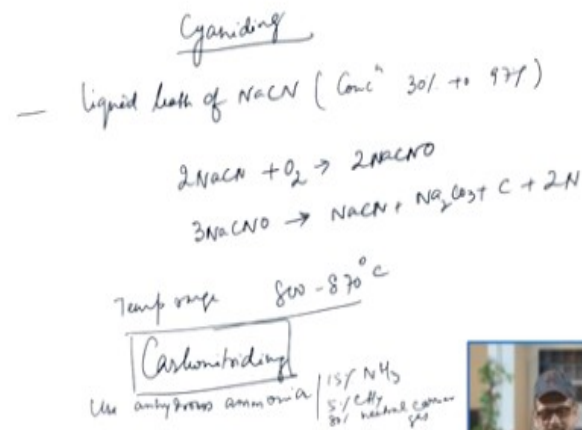 Cyaniding
— liquid bath of NaCN ( Concⁿ 30% to 97% )
2NaCN + O₂ → 2NaCNO
3NaCNO → NaCN + Na₂CO₃ + C + 2N
Temp range 800 - 870°C
Carbonitriding
Use anhydrous ammonia / 15% NH₃
5% CH₄
80% neutral carrier
gas